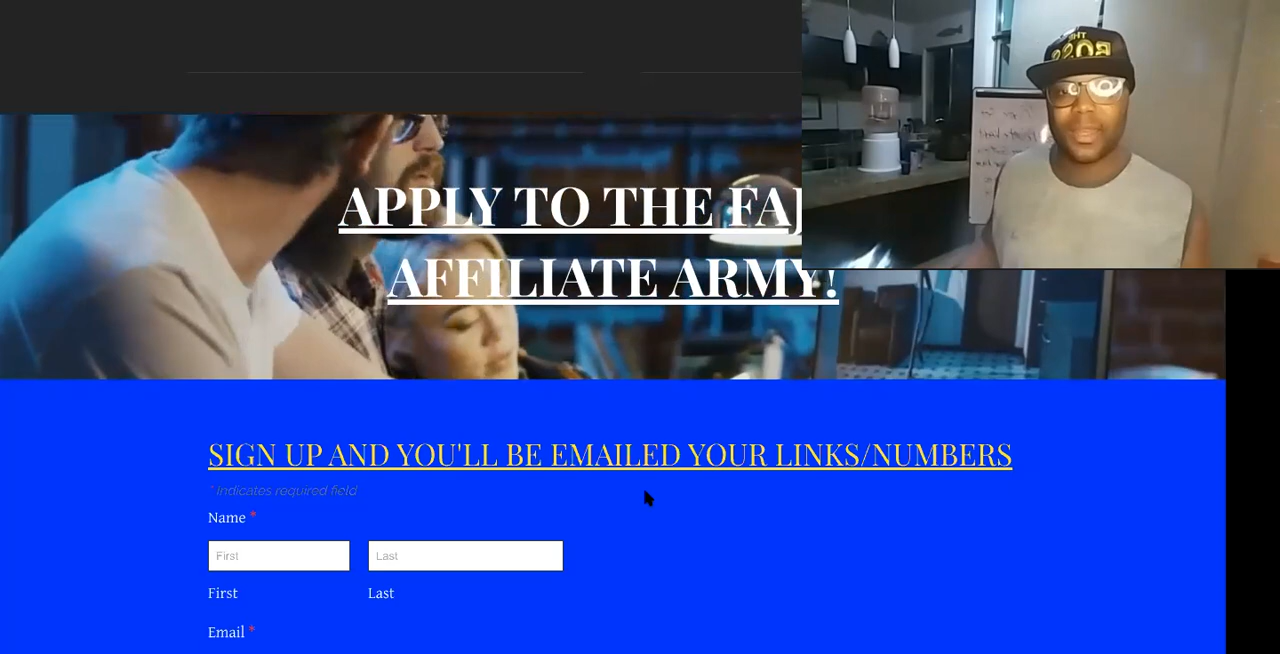 APPLY TO THE
AFFILIATE ARMY!
SIGN UP AND YOU'LL BE EMAILED YOUR LINKS/NUMBERS
* Indicates required field
Name *
First
Last
First
Last
Email *